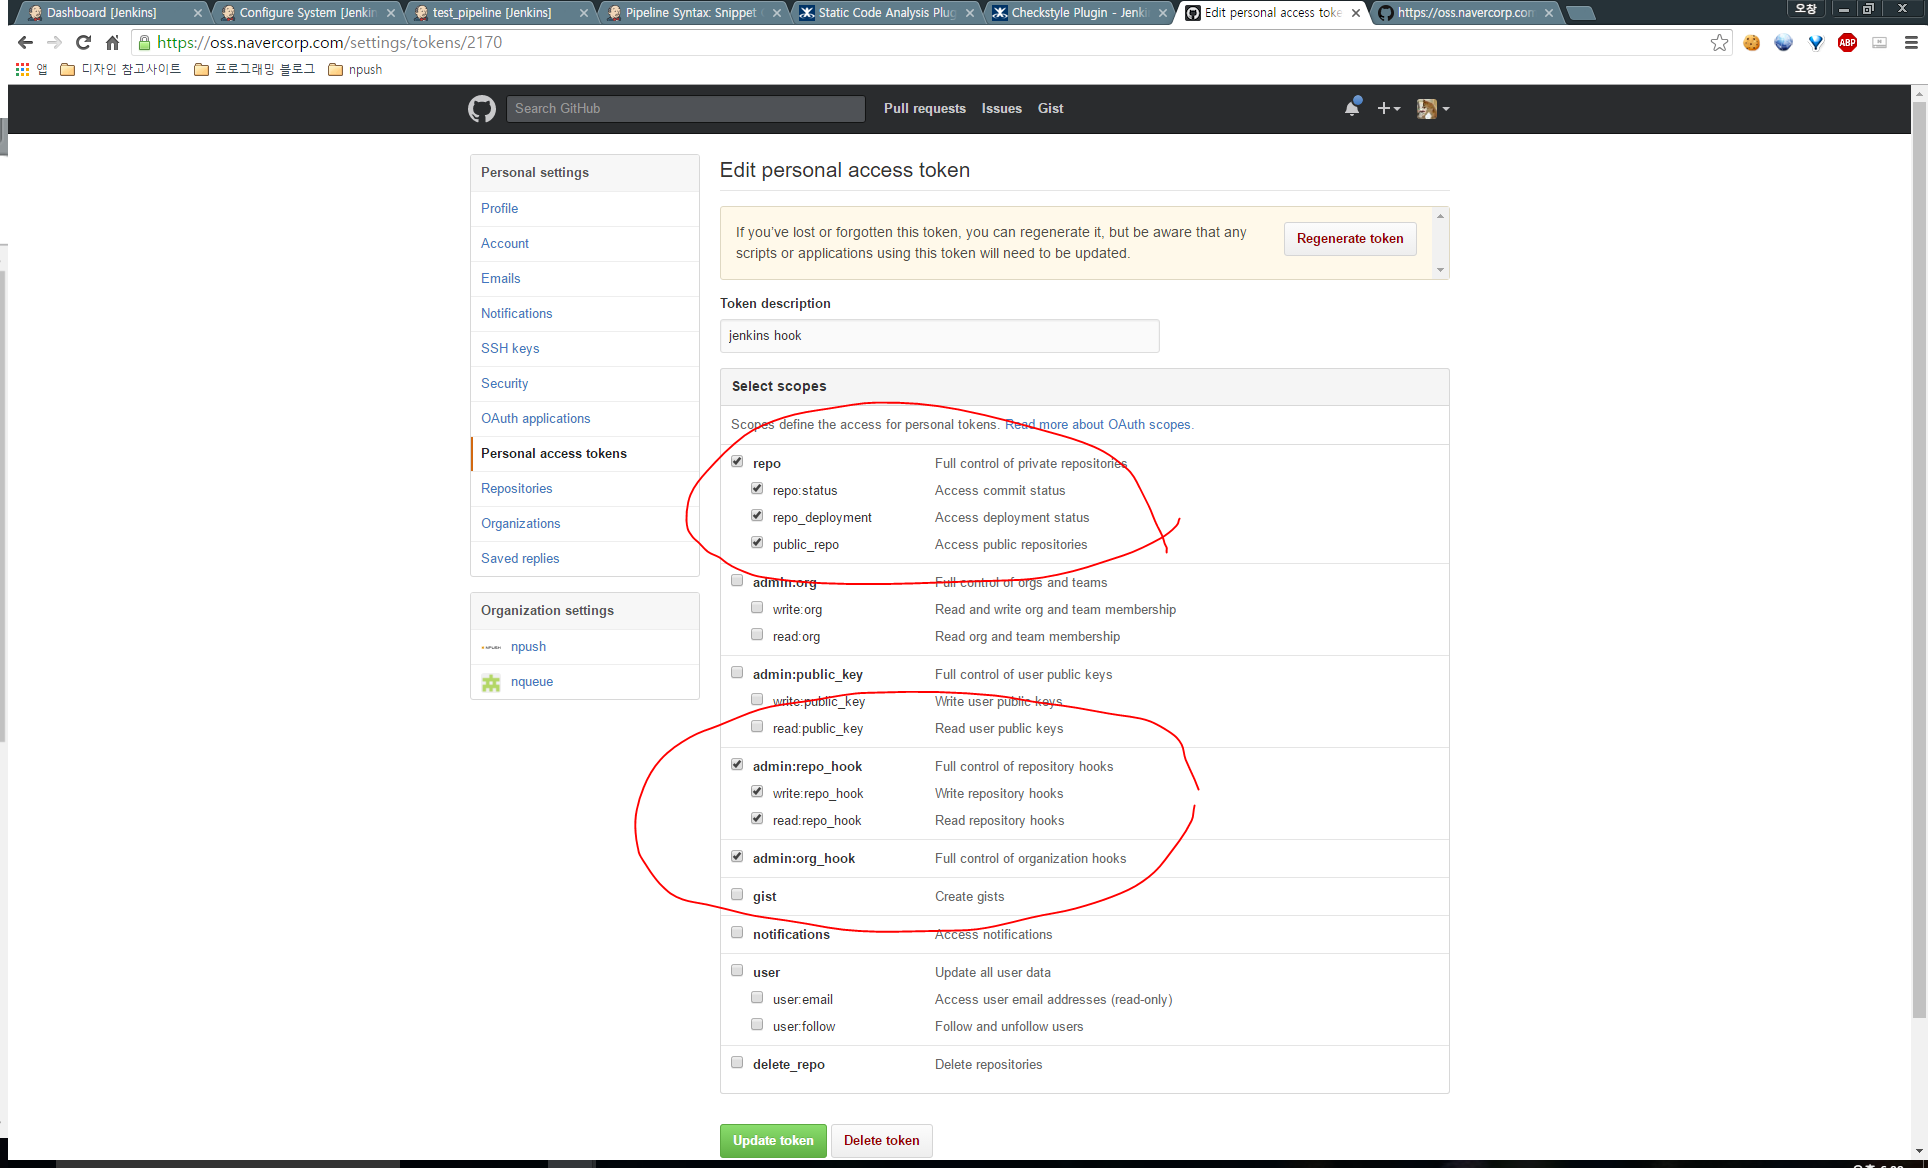 Dashboard [Jenkins]
Configure System [Jenkin
test_pipeline [Jenkins]
Pipeline Syntax: Snippet
Static Code Analysis Plug
Checkstyle Plugin - Jenki
Edit personal access toke
https://oss.navercorp.com
오창
https://oss.navercorp.com/settings/tokens/2170
ABP
앱
디자인 참고사이트
프로그래밍 블로그
npush
Search GitHub
Pull requests
Issues
Gist
Personal settings
Profile
Account
Emails
Notifications
SSH keys
Security
OAuth applications
Personal access tokens
Repositories
Organizations
Saved replies
Organization settings
npush
nqueue
Edit personal access token
If you've lost or forgotten this token, you can regenerate it, but be aware that any
scripts or applications using this token will need to be updated.
Regenerate token
Token description
jenkins hook
Select scopes
Scopes define the access for personal tokens. Read more about OAuth scopes.
repo Full control of private repositories
repo:status Access commit status
repo_deployment Access deployment status
public_repo Access public repositories
admin:org Full control of orgs and teams
write:org Read and write org and team membership
read:org Read org and team membership
admin:public_key Full control of user public keys
write:public_key Write user public keys
read:public_key Read user public keys
admin:repo_hook Full control of repository hooks
write:repo_hook Write repository hooks
read:repo_hook Read repository hooks
admin:org_hook Full control of organization hooks
gist Create gists
notifications Access notifications
user Update all user data
user:email Access user email addresses (read-only)
user:follow Follow and unfollow users
delete_repo Delete repositories
Update token
Delete token